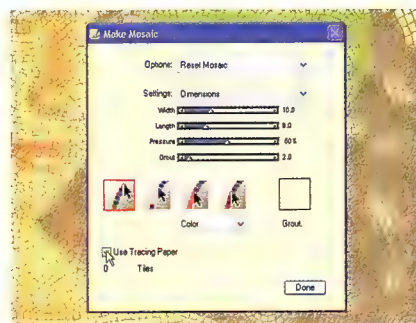 Make Mosaic
Options: Reset Mosaic
Settings: Dimensions
Width 10.0
Length 9.0
Pressure 60%
Grout 2.0
Color Grout
Use Tracing Paper
0 Tiles
Done